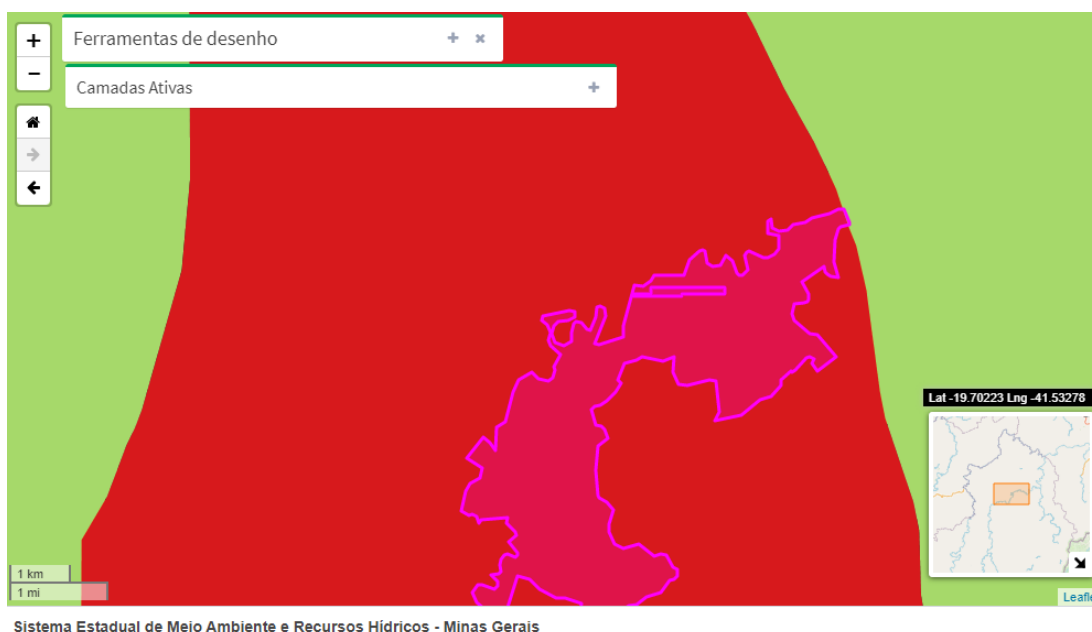 +
Ferramentas de desenho
−
Camadas Ativas
Lat -19.70223 Lng -41.53278
1 km
1 mi
Leafle
Sistema Estadual de Meio Ambiente e Recursos Hídricos - Minas Gerais